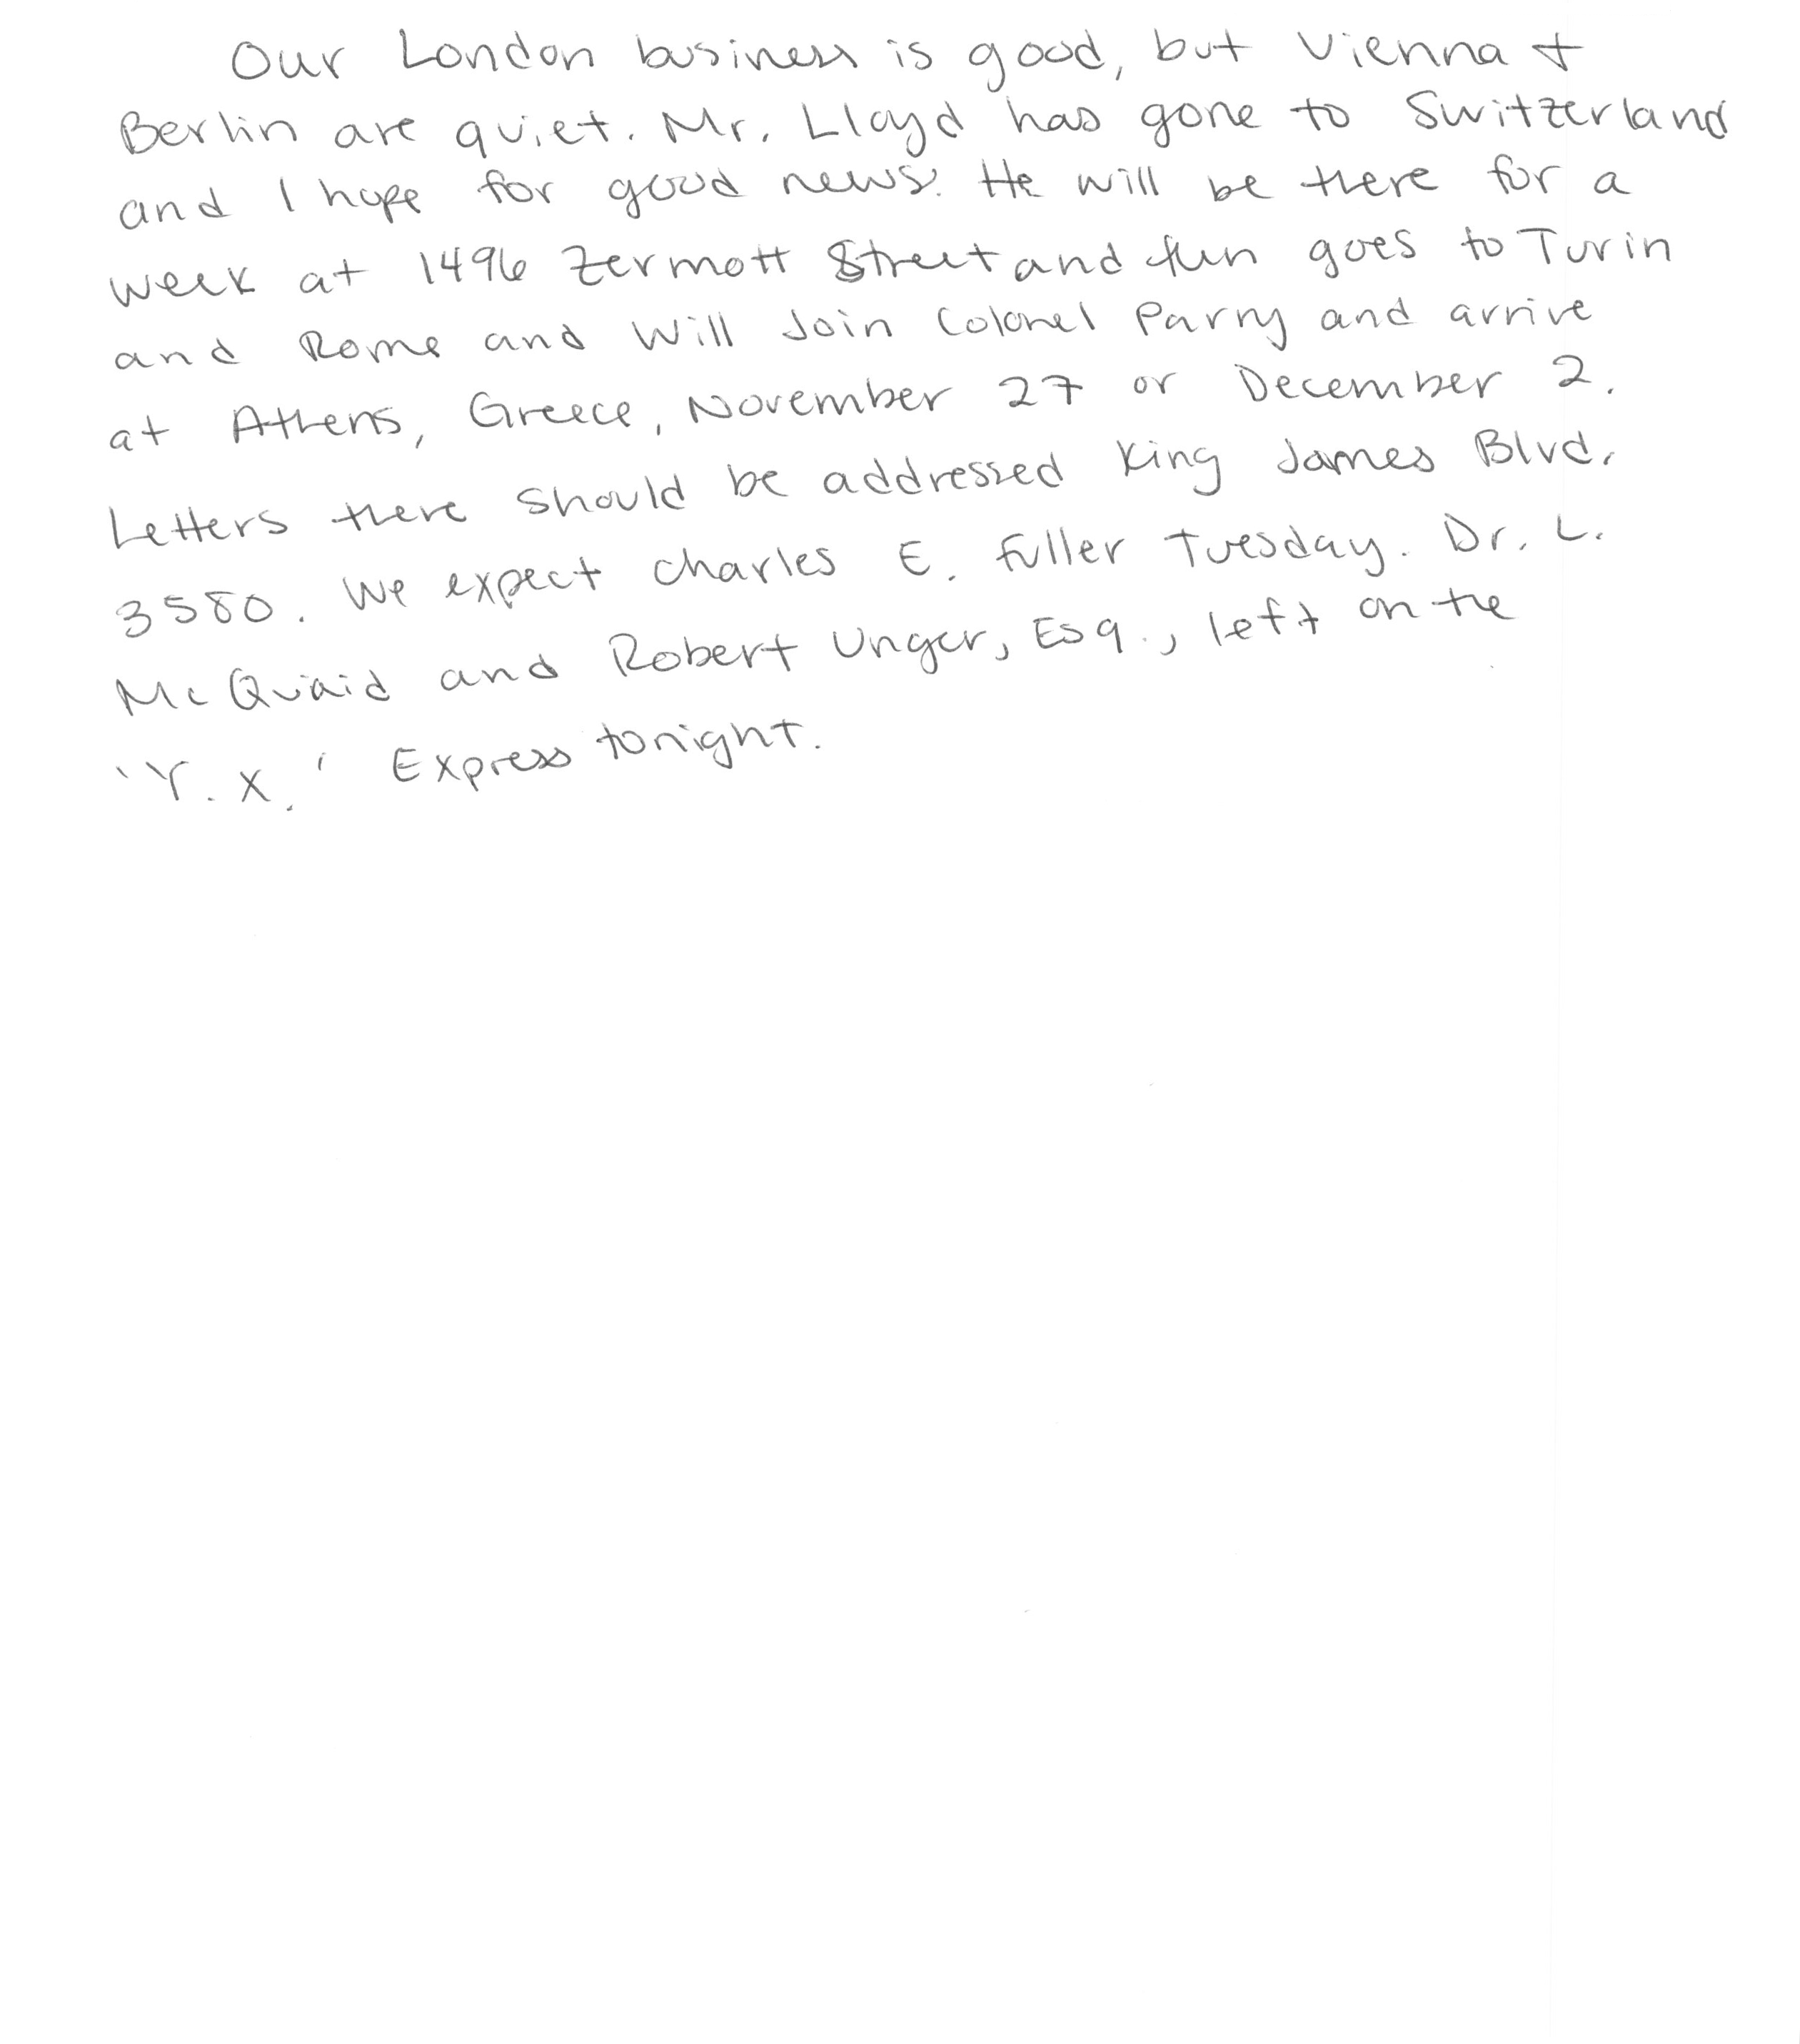 Our London business is good, but Vienna +
Berlin are quiet. Mr. Lloyd has gone to Switzerland
and I hope for good news. He will be there for a
week at 1496 Zermott Street and then goes to Turin
and Rome and will Join Colonel Parry and arrive
at Athens, Greece, November 27 or December 2.
Letters there should be addressed King James Blvd.
3580. We expect Charles E. Fuller Tuesday. Dr. L.
McQuaid and Robert Unger, Esq., left on the
'Y. X.' Express tonight.